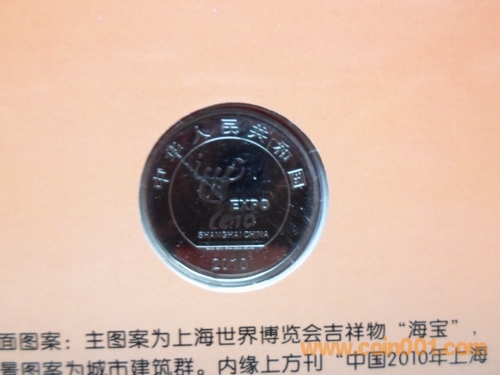 中华人民共和国
EXPO
2010
SHANGHAI CHINA
2010
面图案：主图案为上海世界博览会吉祥物“海宝”，
景图案为城市建筑群。内缘上方刊“中国2010年上海
www.coin001.com